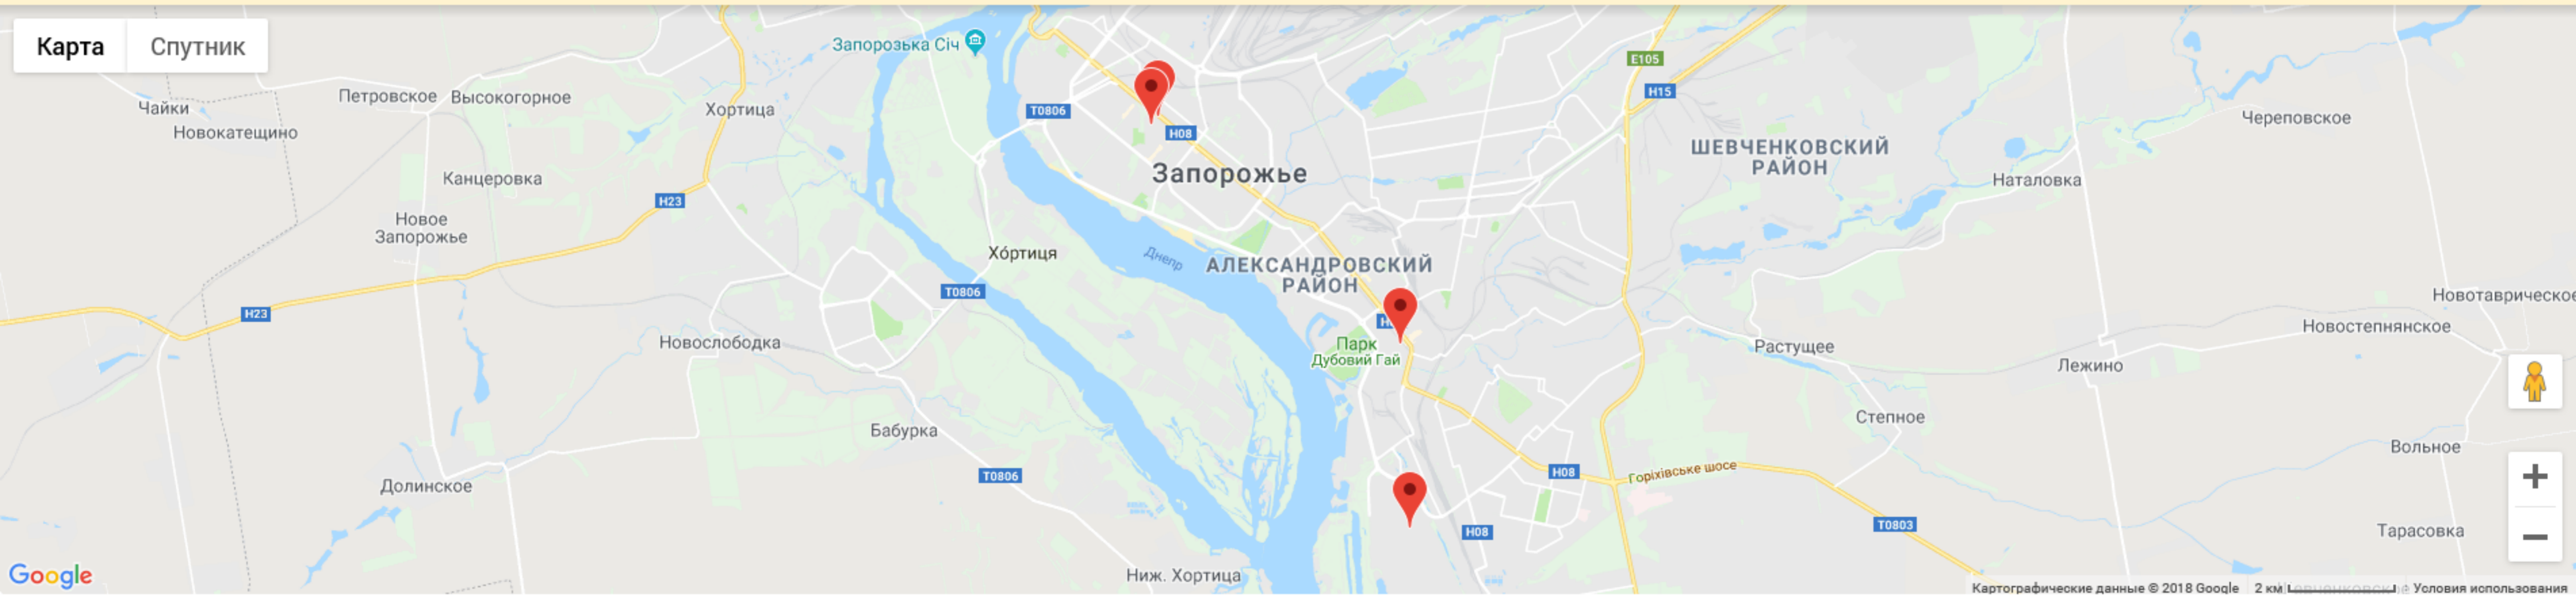 Карта
Спутник
Запорозька Січ
E105
H15
Чайки
Петровское
Высокогорное
Хортица
T0806
Новокатещино
H08
Череповское
Канцеровка
Запорожье
ШЕВЧЕНКОВСКИЙ
РАЙОН
Наталовка
H23
Новое
Запорожье
Хо́ртиця
Днепр
АЛЕКСАНДРОВСКИЙ
РАЙОН
T0806
Новотаврическое
H23
Новослободка
Парк
Дубовий Гай
Растущее
Новостепнянское
Лежино
Бабурка
Степное
Вольное
Долинское
T0806
H08
Горіхівське шосе
H08
T0803
Тарасовка
Google
Ниж. Хортица
Картографические данные © 2018 Google
2 км
Условия использования